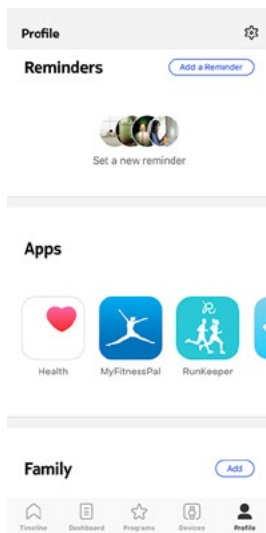 Profile
Reminders
Add a Reminder
Set a new reminder
Apps
Health
MyFitnessPal
RunKeeper
Family
Add
Timeline
Dashboard
Programs
Devices
Profile